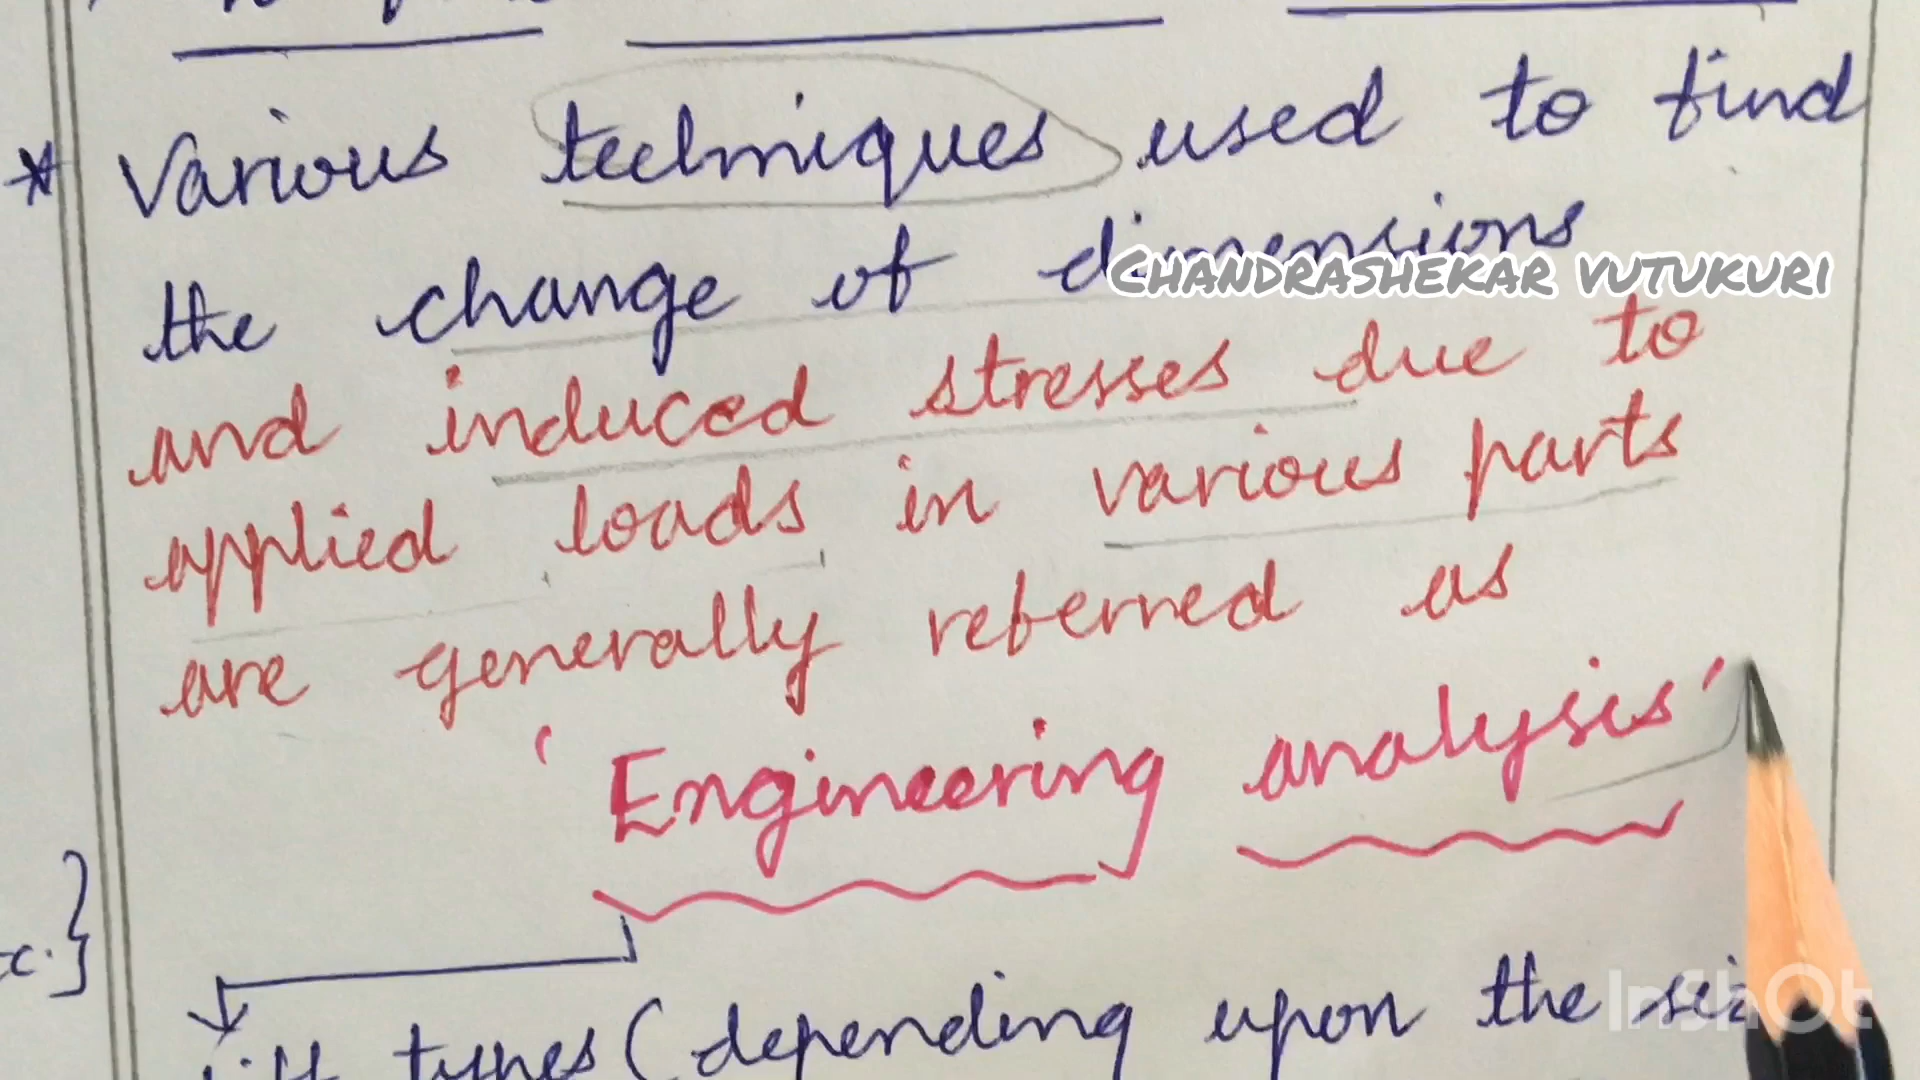 * Various techniques used to find
the change of dimensions
CHANDRASHEKAR VUTUKURI
and induced stresses due to
applied loads in various parts
are generally referred as
' Engineering analysis '
x. }
types (depending upon the
InShot